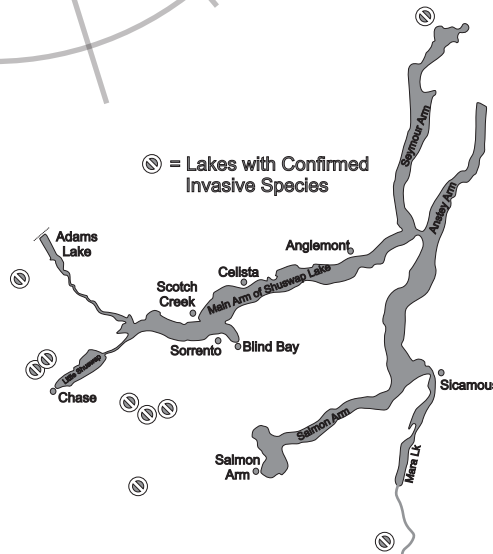 = Lakes with Confirmed
Invasive Species
Seymour Arm
Anstey Arm
Adams
Lake
Anglemont
Celista
Main Arm of Shuswap Lake
Scotch
Creek
Sorrento
Blind Bay
Little Shuswap
Chase
Sicamous
Salmon Arm
Salmon
Arm
Mara Lk